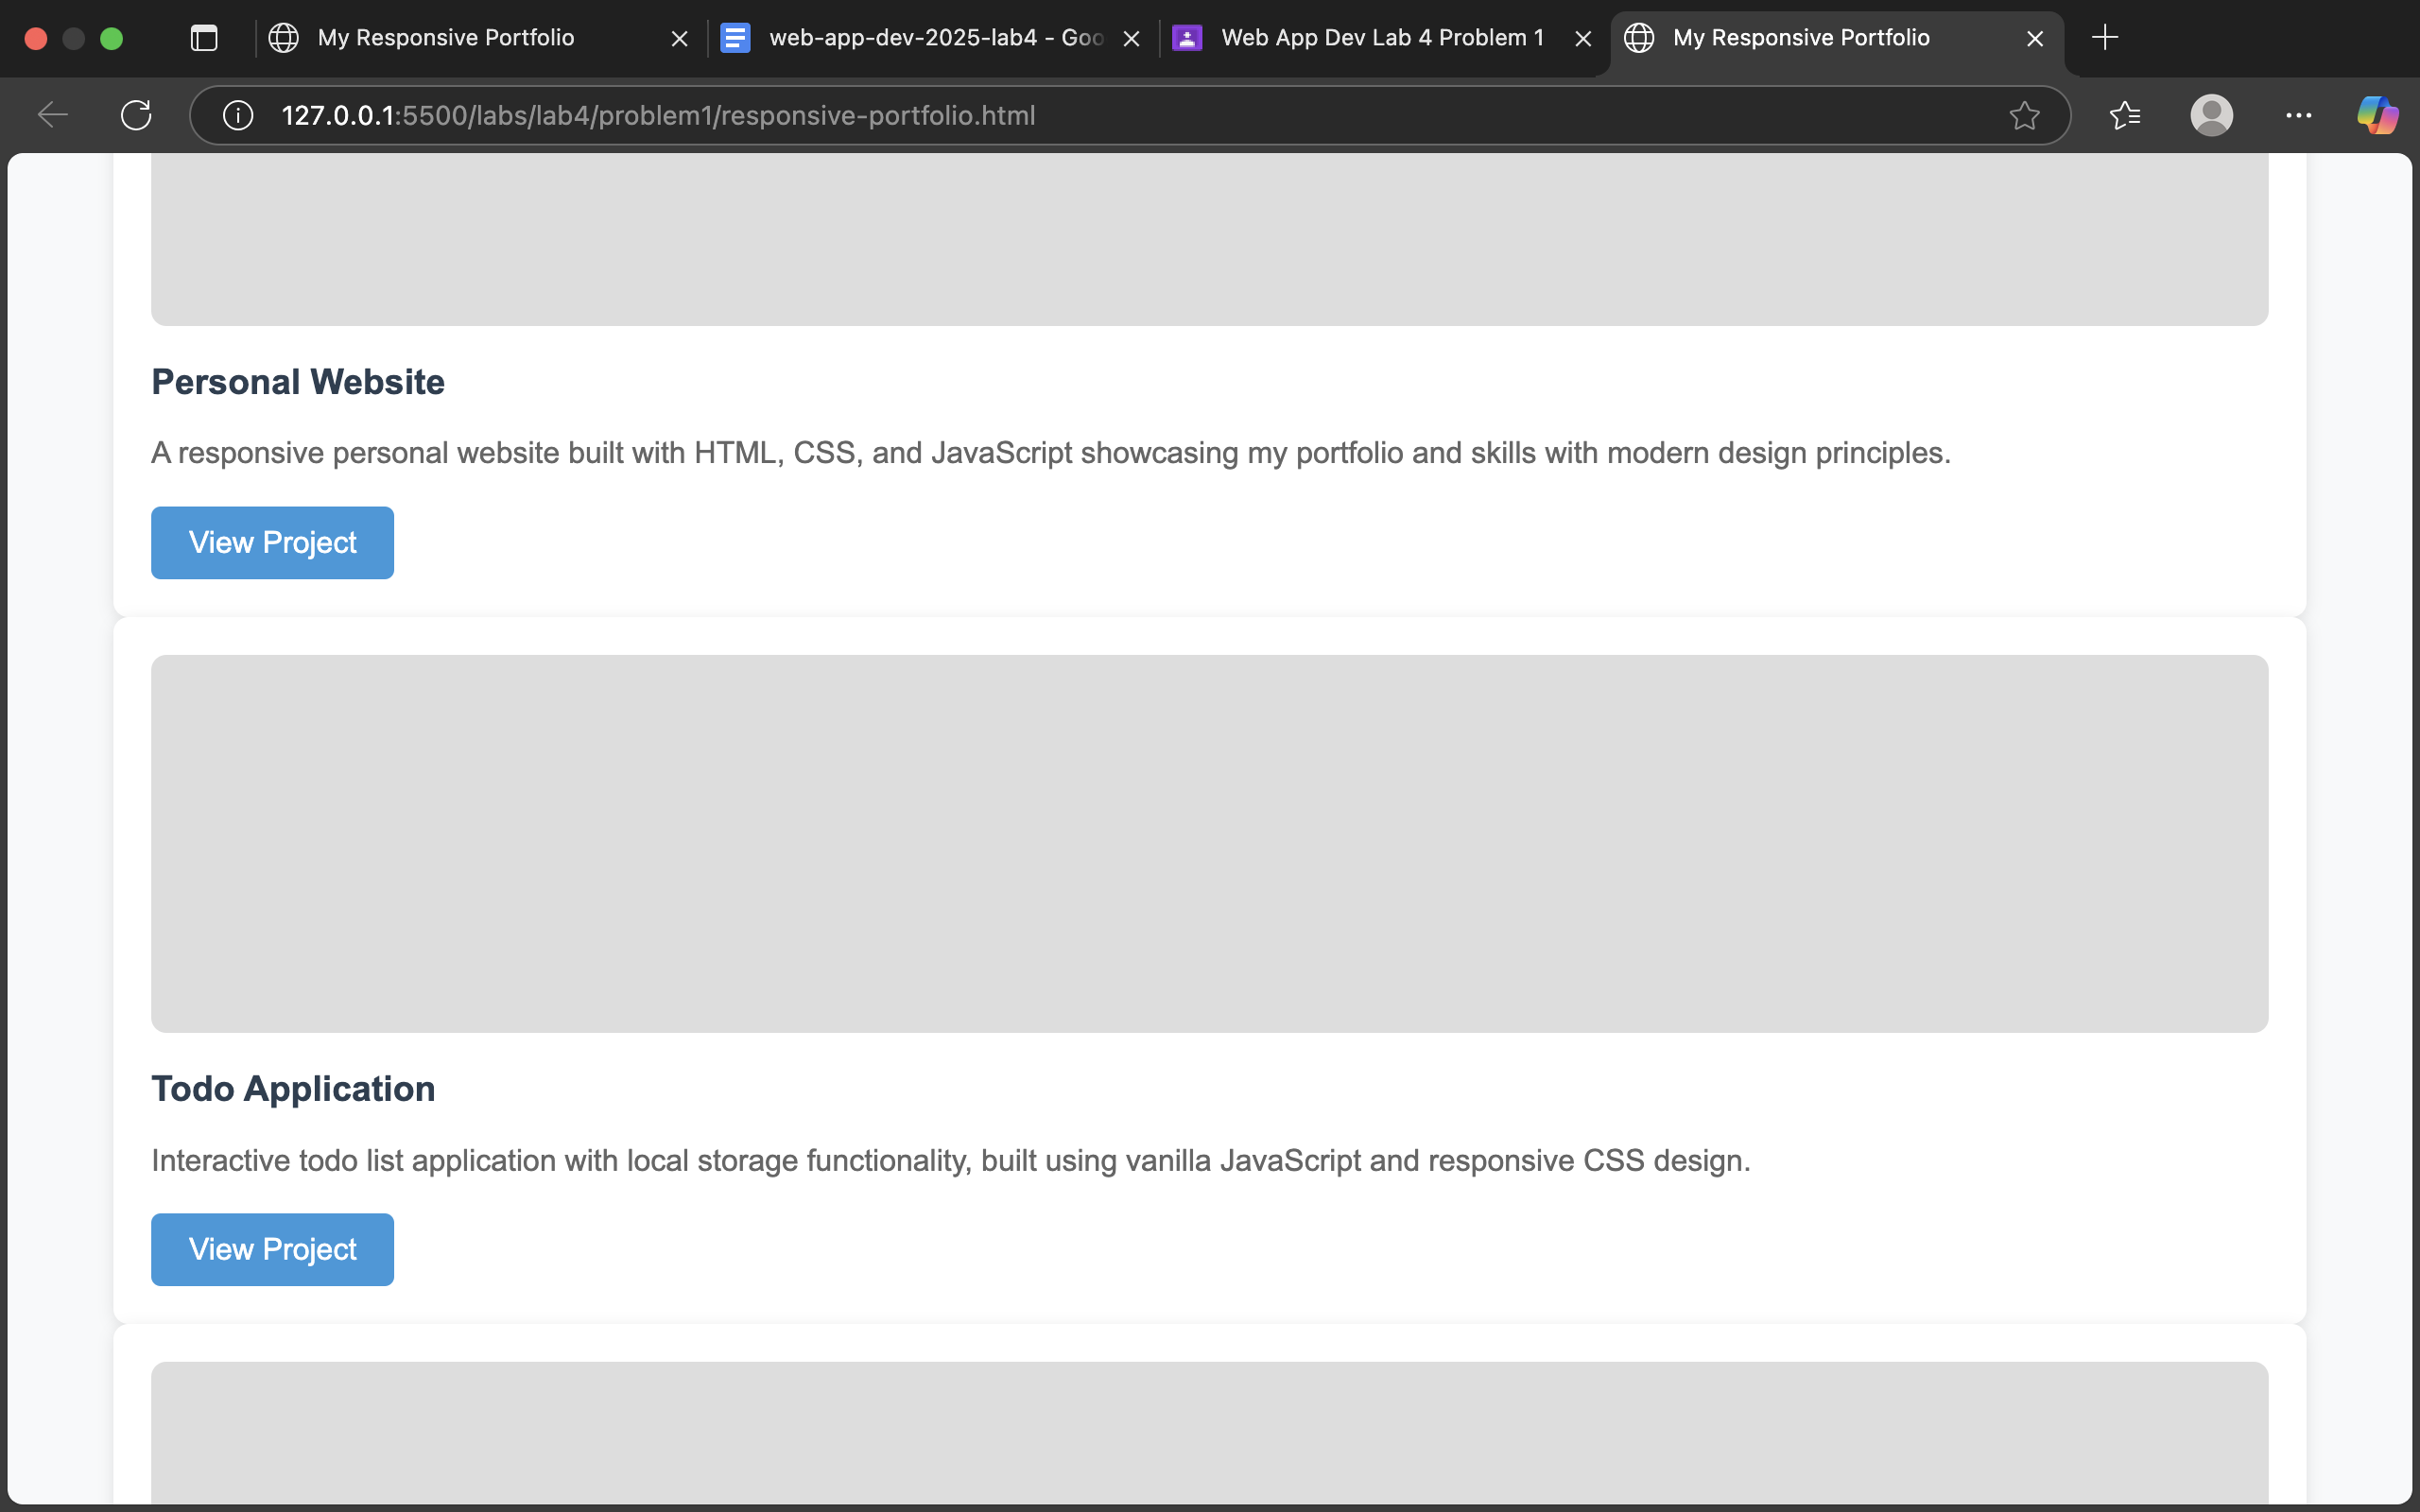 My Responsive Portfolio
web-app-dev-2025-lab4 - Goo
Web App Dev Lab 4 Problem 1
My Responsive Portfolio
127.0.0.1:5500/labs/lab4/problem1/responsive-portfolio.html
Personal Website
A responsive personal website built with HTML, CSS, and JavaScript showcasing my portfolio and skills with modern design principles.
View Project
Todo Application
Interactive todo list application with local storage functionality, built using vanilla JavaScript and responsive CSS design.
View Project